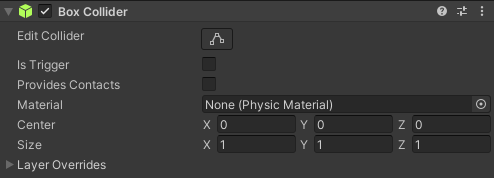 Box Collider
Edit Collider
Is Trigger
Provides Contacts
Material None (Physic Material)
Center X 0 Y 0 Z 0
Size X 1 Y 1 Z 1
Layer Overrides